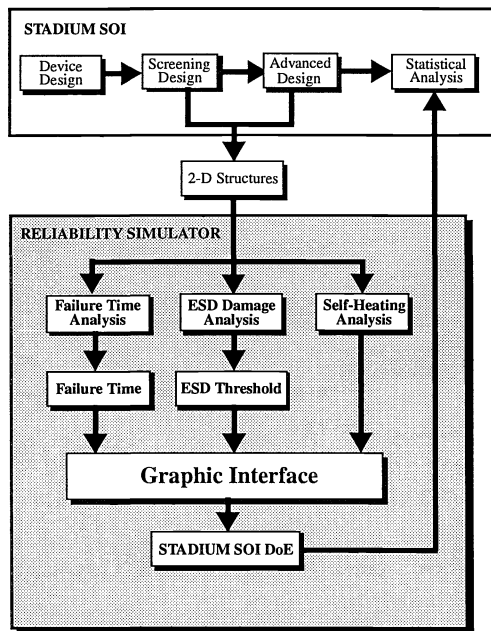 STADIUM SOI
Device
Design
Screening
Design
Advanced
Design
Statistical
Analysis
2-D Structures
RELIABILITY SIMULATOR
Failure Time
Analysis
ESD Damage
Analysis
Self-Heating
Analysis
Failure Time
ESD Threshold
Graphic Interface
STADIUM SOI DoE